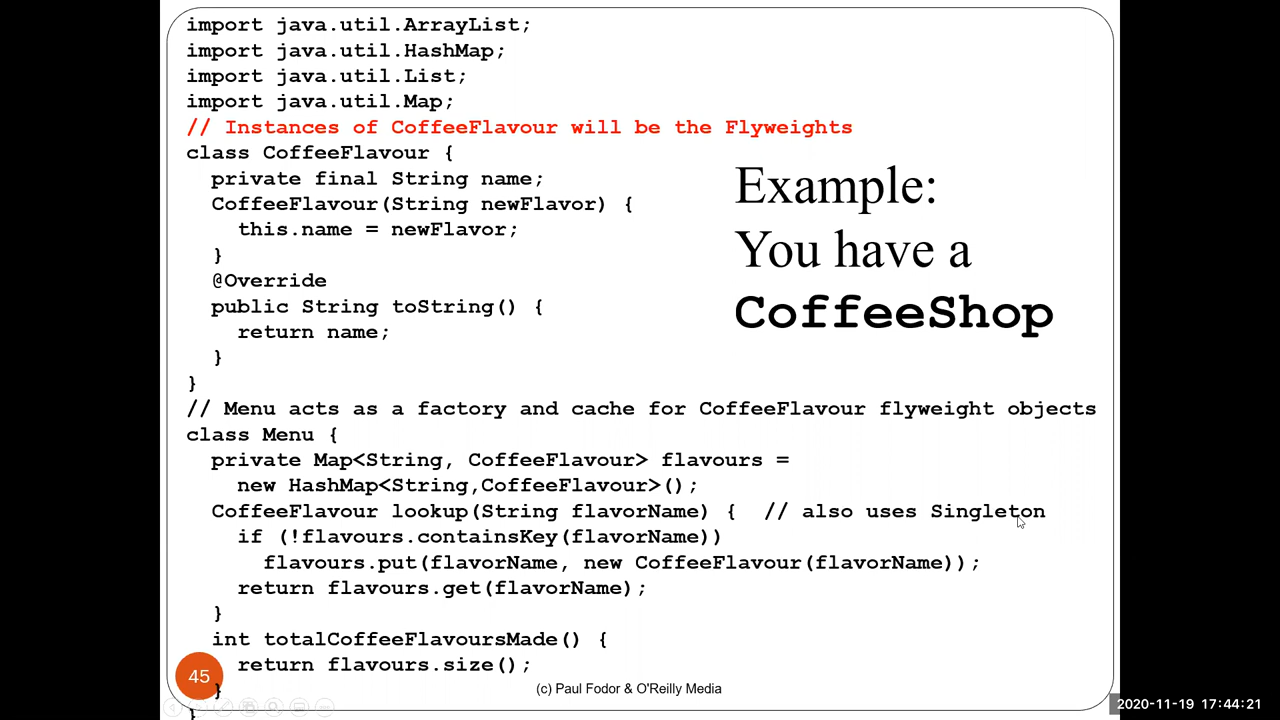 import java.util.ArrayList;
import java.util.HashMap;
import java.util.List;
import java.util.Map;
// Instances of CoffeeFlavour will be the Flyweights
class CoffeeFlavour {
  private final String name;
  CoffeeFlavour(String newFlavor) {
    this.name = newFlavor;
  }
  @Override
  public String toString() {
    return name;
  }
}
// Menu acts as a factory and cache for CoffeeFlavour flyweight objects
class Menu {
  private Map<String, CoffeeFlavour> flavours =
    new HashMap<String,CoffeeFlavour>();
  CoffeeFlavour lookup(String flavorName) {  // also uses Singleton
    if (!flavours.containsKey(flavorName))
      flavours.put(flavorName, new CoffeeFlavour(flavorName));
    return flavours.get(flavorName);
  }
  int totalCoffeeFlavoursMade() {
    return flavours.size();
  }
}
Example:
You have a
CoffeeShop
45
(c) Paul Fodor & O'Reilly Media
2020-11-19 17:44:21